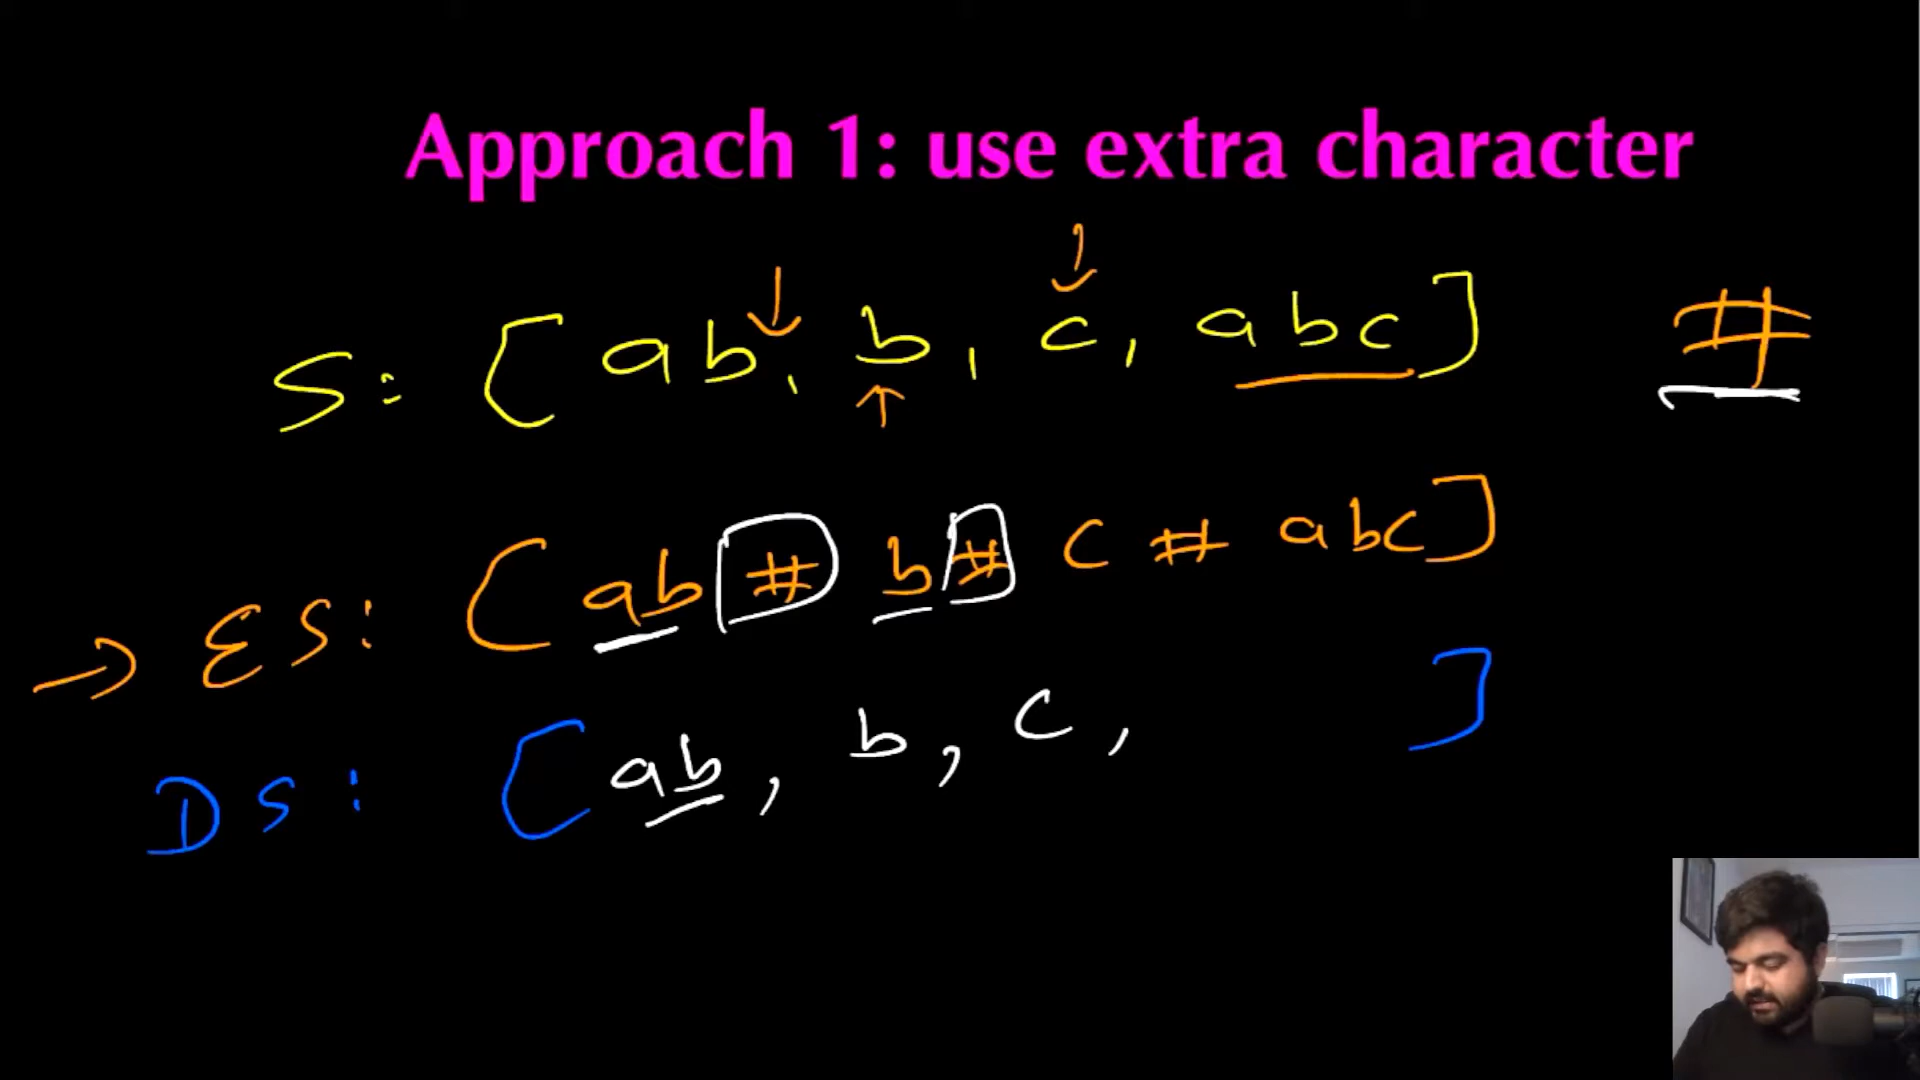 Approach 1: use extra character
S: [ab, b, c, abc] #
→ ES: [ab # b # c # abc]
DS: [ab, b, c, ]